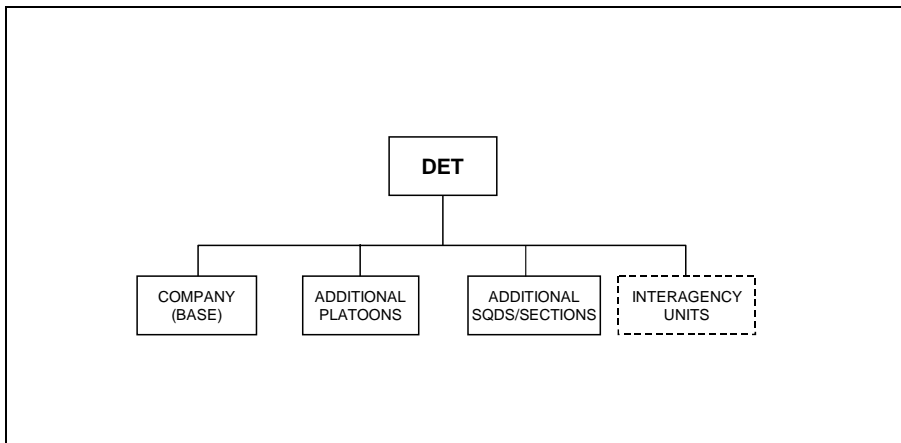 DET
COMPANY
(BASE)
ADDITIONAL
PLATOONS
ADDITIONAL
SQDS/SECTIONS
INTERAGENCY
UNITS